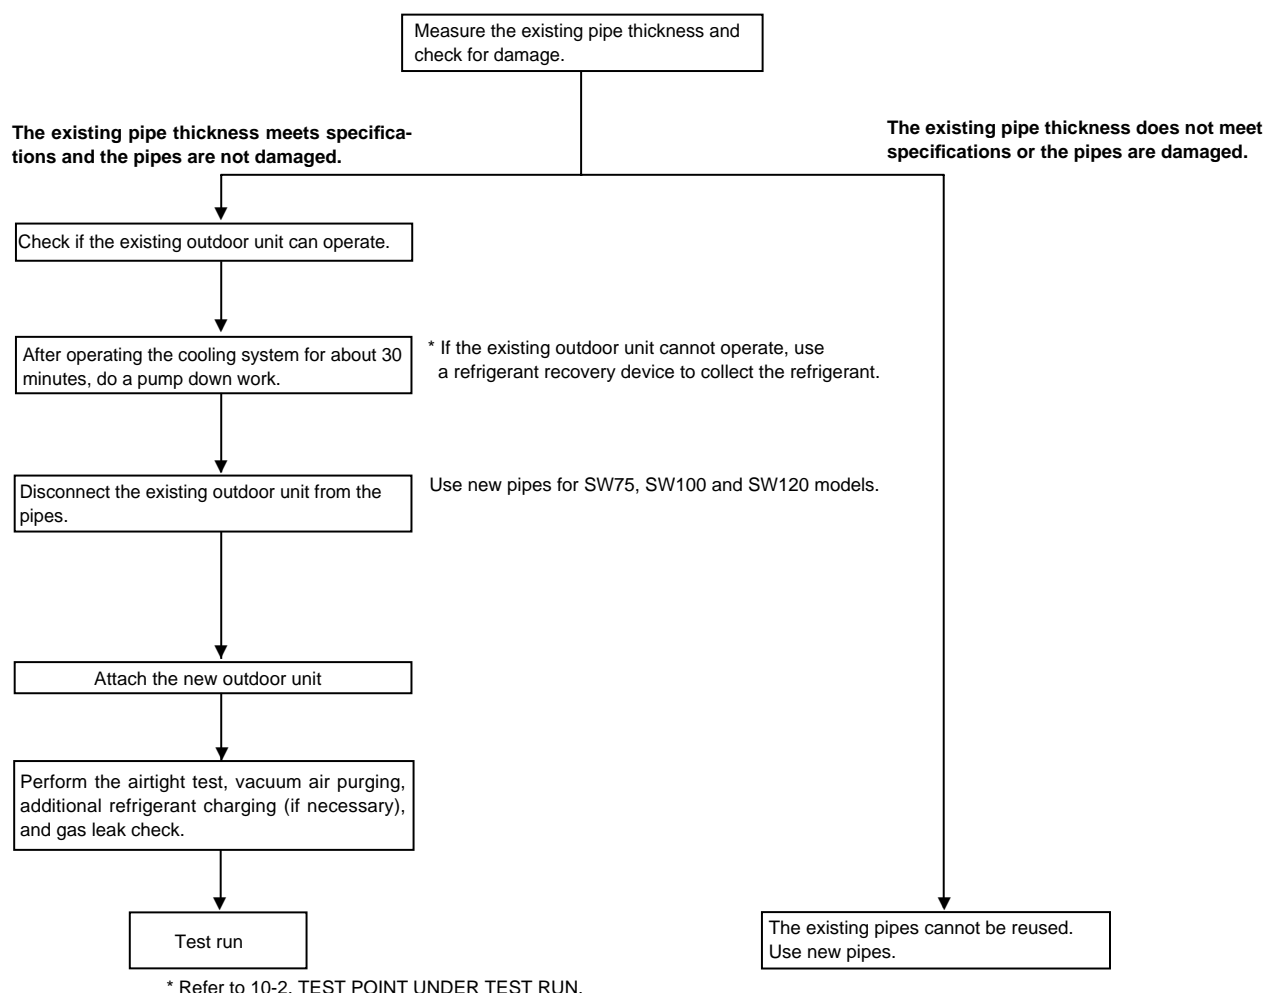 Measure the existing pipe thickness and
check for damage.
The existing pipe thickness meets specifica-
tions and the pipes are not damaged.
The existing pipe thickness does not meet
specifications or the pipes are damaged.
Check if the existing outdoor unit can operate.
After operating the cooling system for about 30
minutes, do a pump down work.
* If the existing outdoor unit cannot operate, use
a refrigerant recovery device to collect the refrigerant.
Disconnect the existing outdoor unit from the
pipes.
Use new pipes for SW75, SW100 and SW120 models.
Attach the new outdoor unit
Perform the airtight test, vacuum air purging,
additional refrigerant charging (if necessary),
and gas leak check.
Test run
The existing pipes cannot be reused.
Use new pipes.
* Refer to 10-2. TEST POINT UNDER TEST RUN.